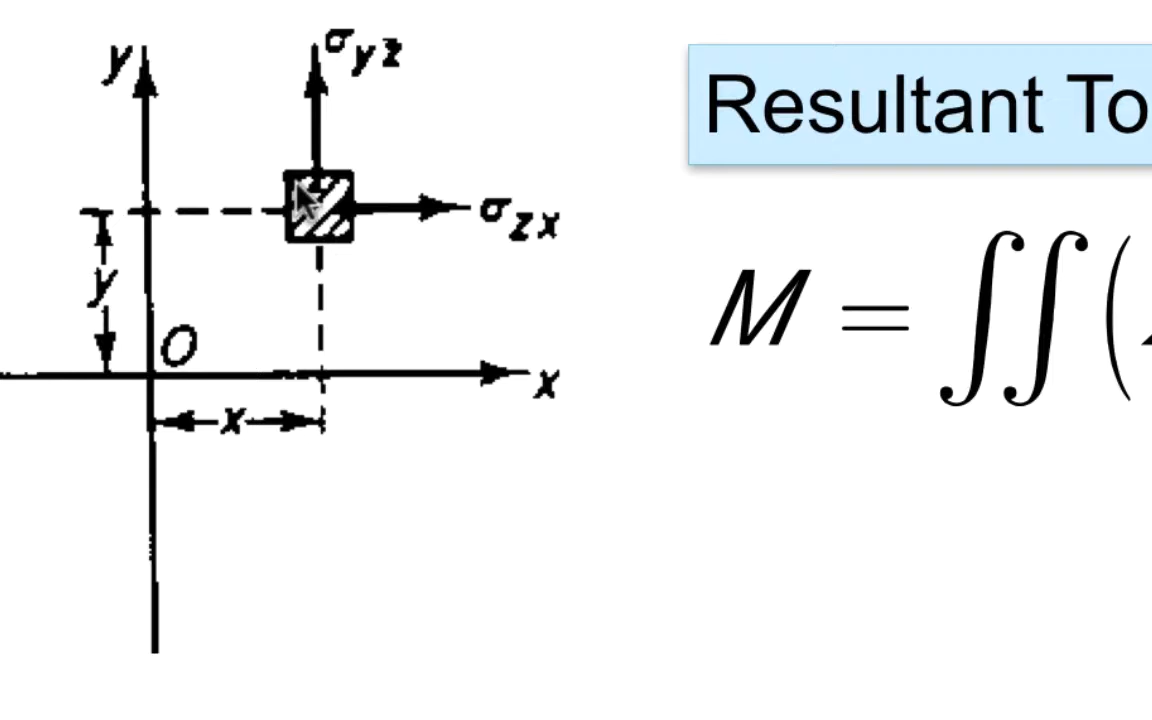 y
σyz
σzx
y
O
x
x
Resultant To
M = ∬ (